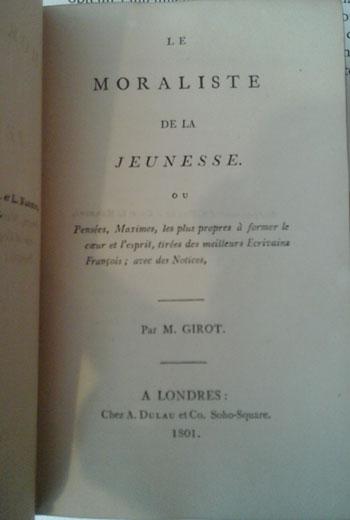 LE
MORALISTE
DE LA
JEUNESSE.
OU
Pensées, Maximes, les plus propres à former le
cœur et l'esprit, tirées des meilleurs Ecrivains
François ; avec des Notices,
Par M. GIROT.
A LONDRES:
Chez A. DULAU et Co. Soho-Square.
1801.